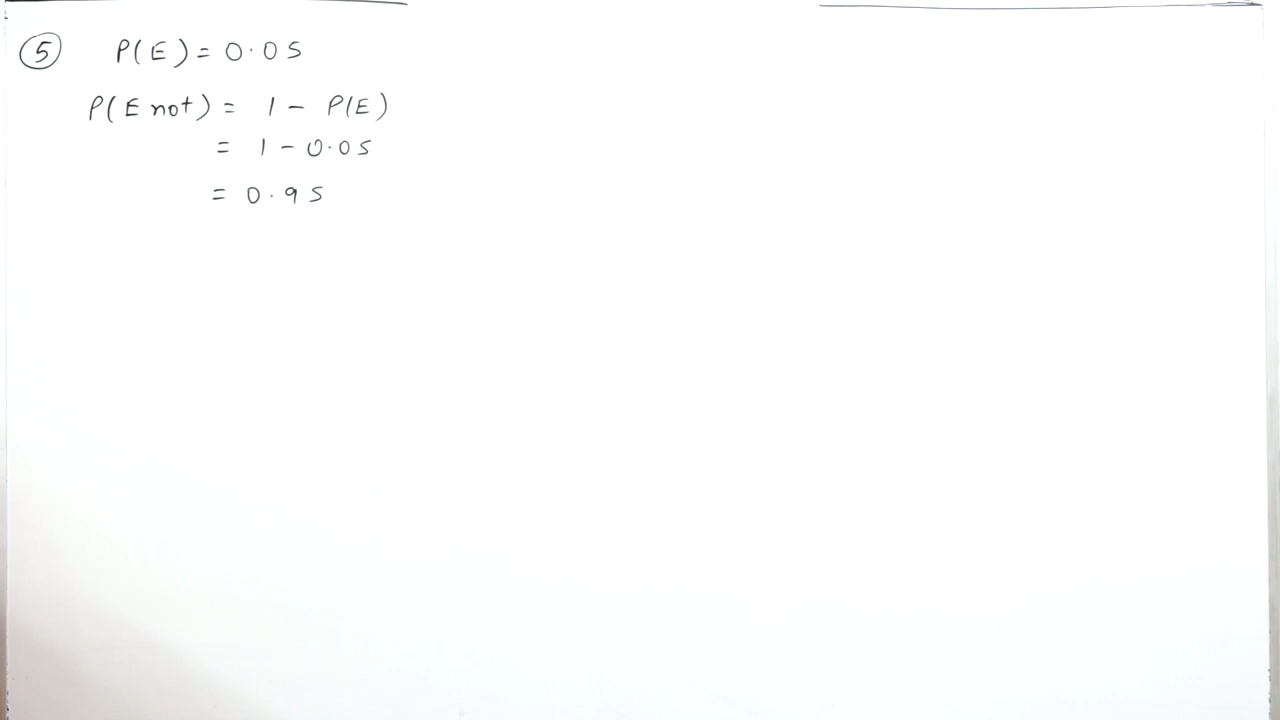 ⑤ P(E) = 0.05
P(E not) = 1 - P(E)
= 1 - 0.05
= 0.95